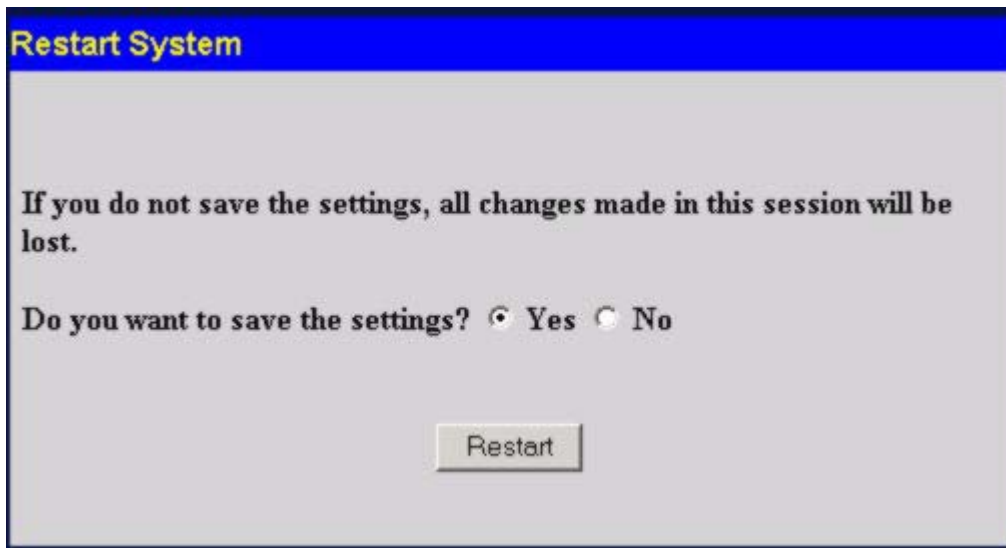 Restart System
If you do not save the settings, all changes made in this session will be
lost.
Do you want to save the settings? Yes No
Restart